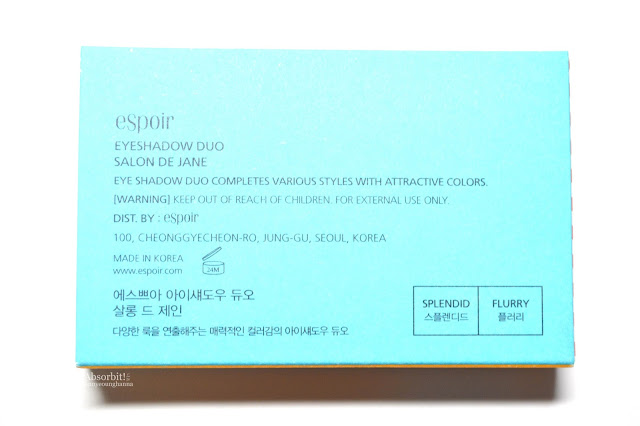 eSpoir
EYESHADOW DUO
SALON DE JANE
EYE SHADOW DUO COMPLETES VARIOUS STYLES WITH ATTRACTIVE COLORS.
[WARNING] KEEP OUT OF REACH OF CHILDREN. FOR EXTERNAL USE ONLY.
DIST. BY : eSpoir
100, CHEONGGYECHEON-RO, JUNG-GU, SEOUL, KOREA
MADE IN KOREA
www.espoir.com
24M
에스쁘아 아이섀도우 듀오
살롱 드 제인
다양한 룩을 연출해주는 매력적인 컬러감의 아이섀도우 듀오
SPLENDID
스플렌디드
FLURRY
플러리
Absorbit!